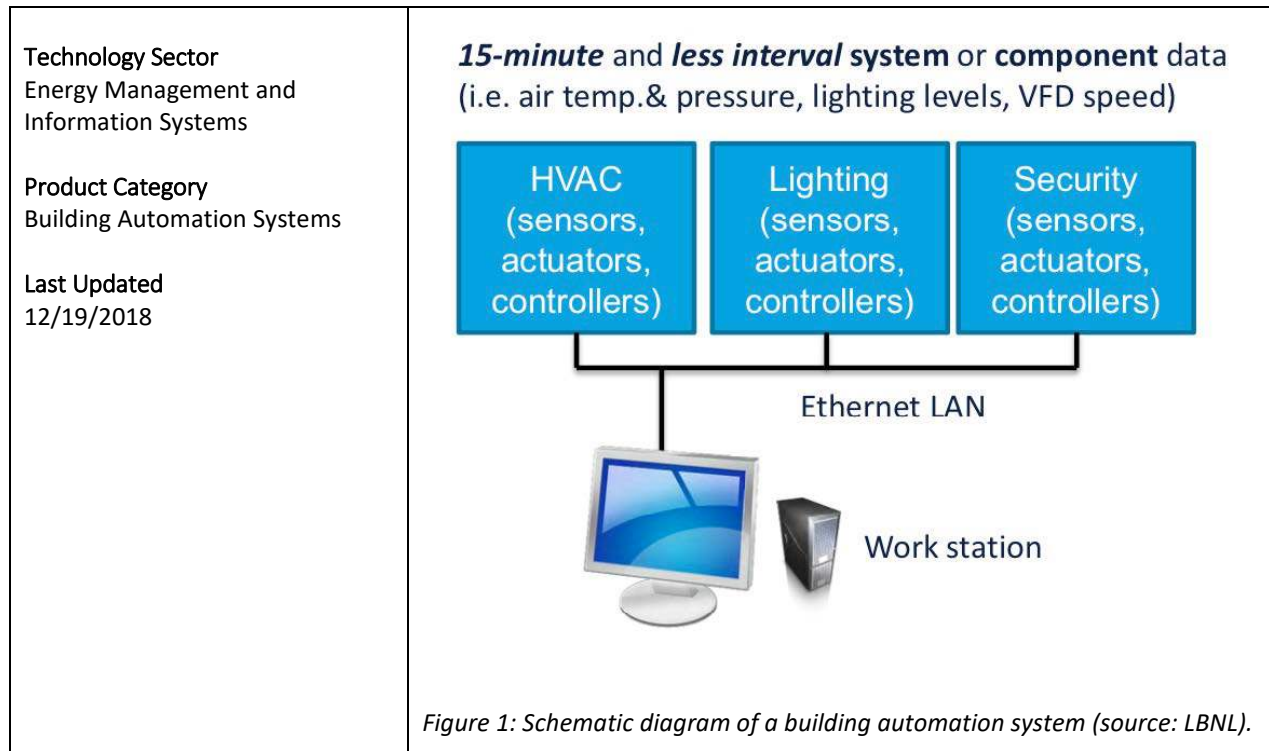 Technology Sector
Energy Management and
Information Systems
Product Category
Building Automation Systems
Last Updated
12/19/2018
15-minute and less interval system or component data
(i.e. air temp.& pressure, lighting levels, VFD speed)
HVAC
(sensors,
actuators,
controllers)
Lighting
(sensors,
actuators,
controllers)
Security
(sensors,
actuators,
controllers)
Ethernet LAN
Work station
Figure 1: Schematic diagram of a building automation system (source: LBNL).